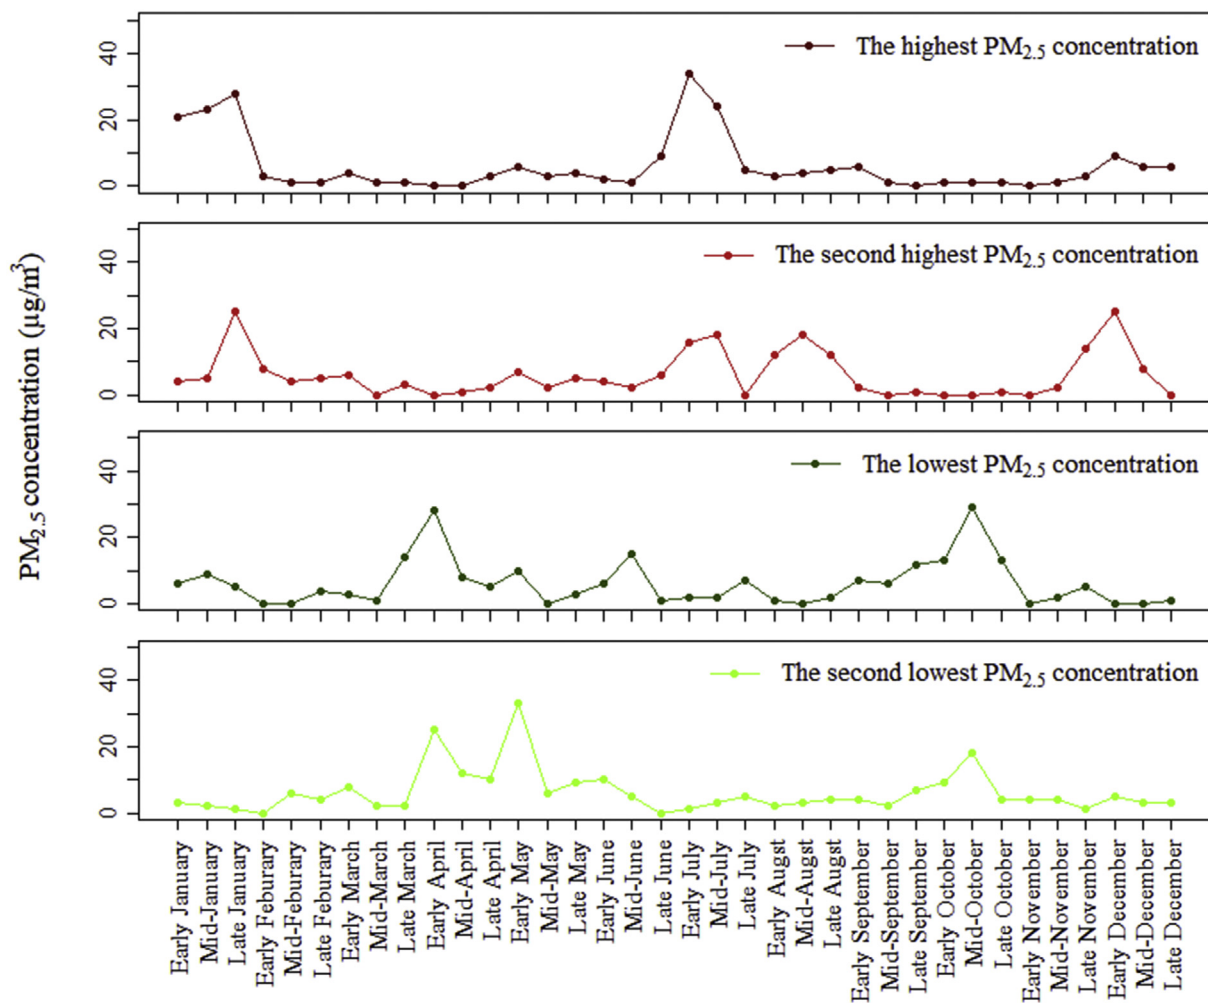 The highest PM2.5 concentration
40
20
0
The second highest PM2.5 concentration
40
20
0
PM2.5 concentration (μg/m³)
The lowest PM2.5 concentration
40
20
0
The second lowest PM2.5 concentration
40
20
0
Early January
Mid-January
Late January
Early Feburary
Mid-Feburary
Late Feburary
Early March
Mid-March
Late March
Early April
Mid-April
Late April
Early May
Mid-May
Late May
Early June
Mid-June
Late June
Early July
Mid-July
Late July
Early Augst
Mid-Augst
Late Augst
Early September
Mid-September
Late September
Early October
Mid-October
Late October
Early November
Mid-November
Late November
Early December
Mid-December
Late December